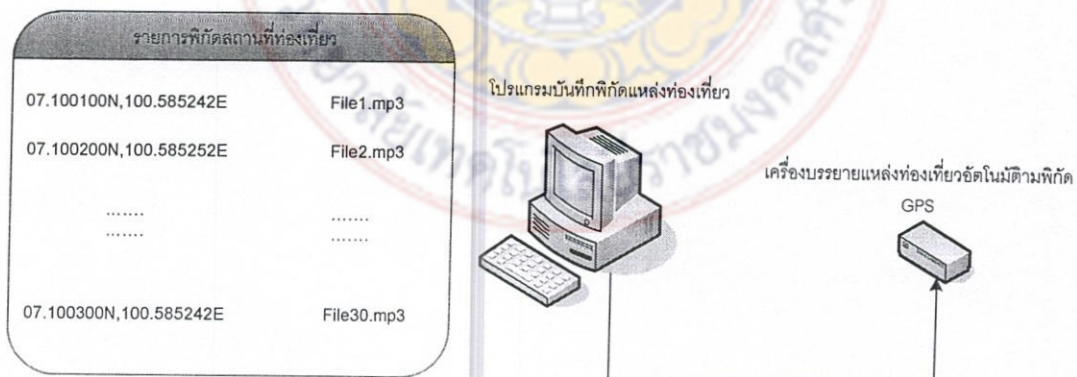 รายการพิกัดสถานที่ท่องเที่ยว
07.100100N,100.585242E File1.mp3
07.100200N,100.585252E File2.mp3
....... .......
....... .......
07.100300N,100.585242E File30.mp3
โปรแกรมบันทึกพิกัดแหล่งท่องเที่ยว
เครื่องบรรยายแหล่งท่องเที่ยวอัตโนมัติตามพิกัด
GPS